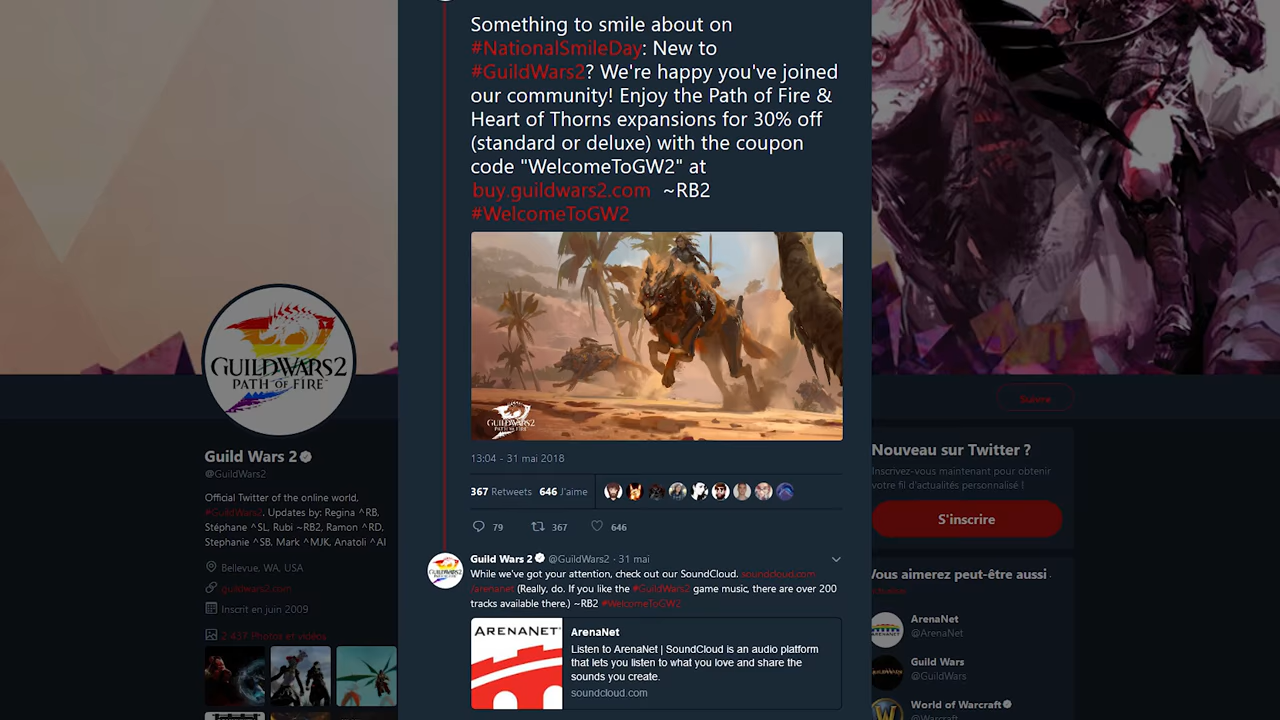 Something to smile about on
#NationalSmileDay: New to
#GuildWars2? We're happy you've joined
our community! Enjoy the Path of Fire &
Heart of Thorns expansions for 30% off
(standard or deluxe) with the coupon
code "WelcomeToGW2" at
buy.guildwars2.com ~RB2
#WelcomeToGW2
GUILDWARS2
PATH OF FIRE
13:04 - 31 mai 2018
367 Retweets 646 J'aime
79 367 646
Guild Wars 2 @GuildWars2 · 31 mai
While we've got your attention, check out our SoundCloud. soundcloud.com
/arenanet (Really, do. If you like the #GuildWars2 game music, there are over 200
tracks available there.) ~RB2 #WelcomeToGW2
ARENANET
ArenaNet
Listen to ArenaNet | SoundCloud is an audio platform
that lets you listen to what you love and share the
sounds you create.
soundcloud.com
GUILDWARS2
PATH OF FIRE
Guild Wars 2
@GuildWars2
Official Twitter of the online world,
#GuildWars2. Updates by: Regina ^RB,
Stéphane ^SL, Rubi ~RB2, Ramon ^RD,
Stephanie ^SB, Mark ^MJK, Anatoli ^AI
Bellevue, WA, USA
guildwars2.com
Inscrit en juin 2009
2 437 Photos et vidéos
Suivre
Nouveau sur Twitter ?
Inscrivez-vous maintenant pour obtenir
votre fil d'actualités personnalisé !
S'inscrire
Vous aimerez peut-être aussi ·
ArenaNet
@ArenaNet
Guild Wars
@GuildWars
World of Warcraft
@Warcraft